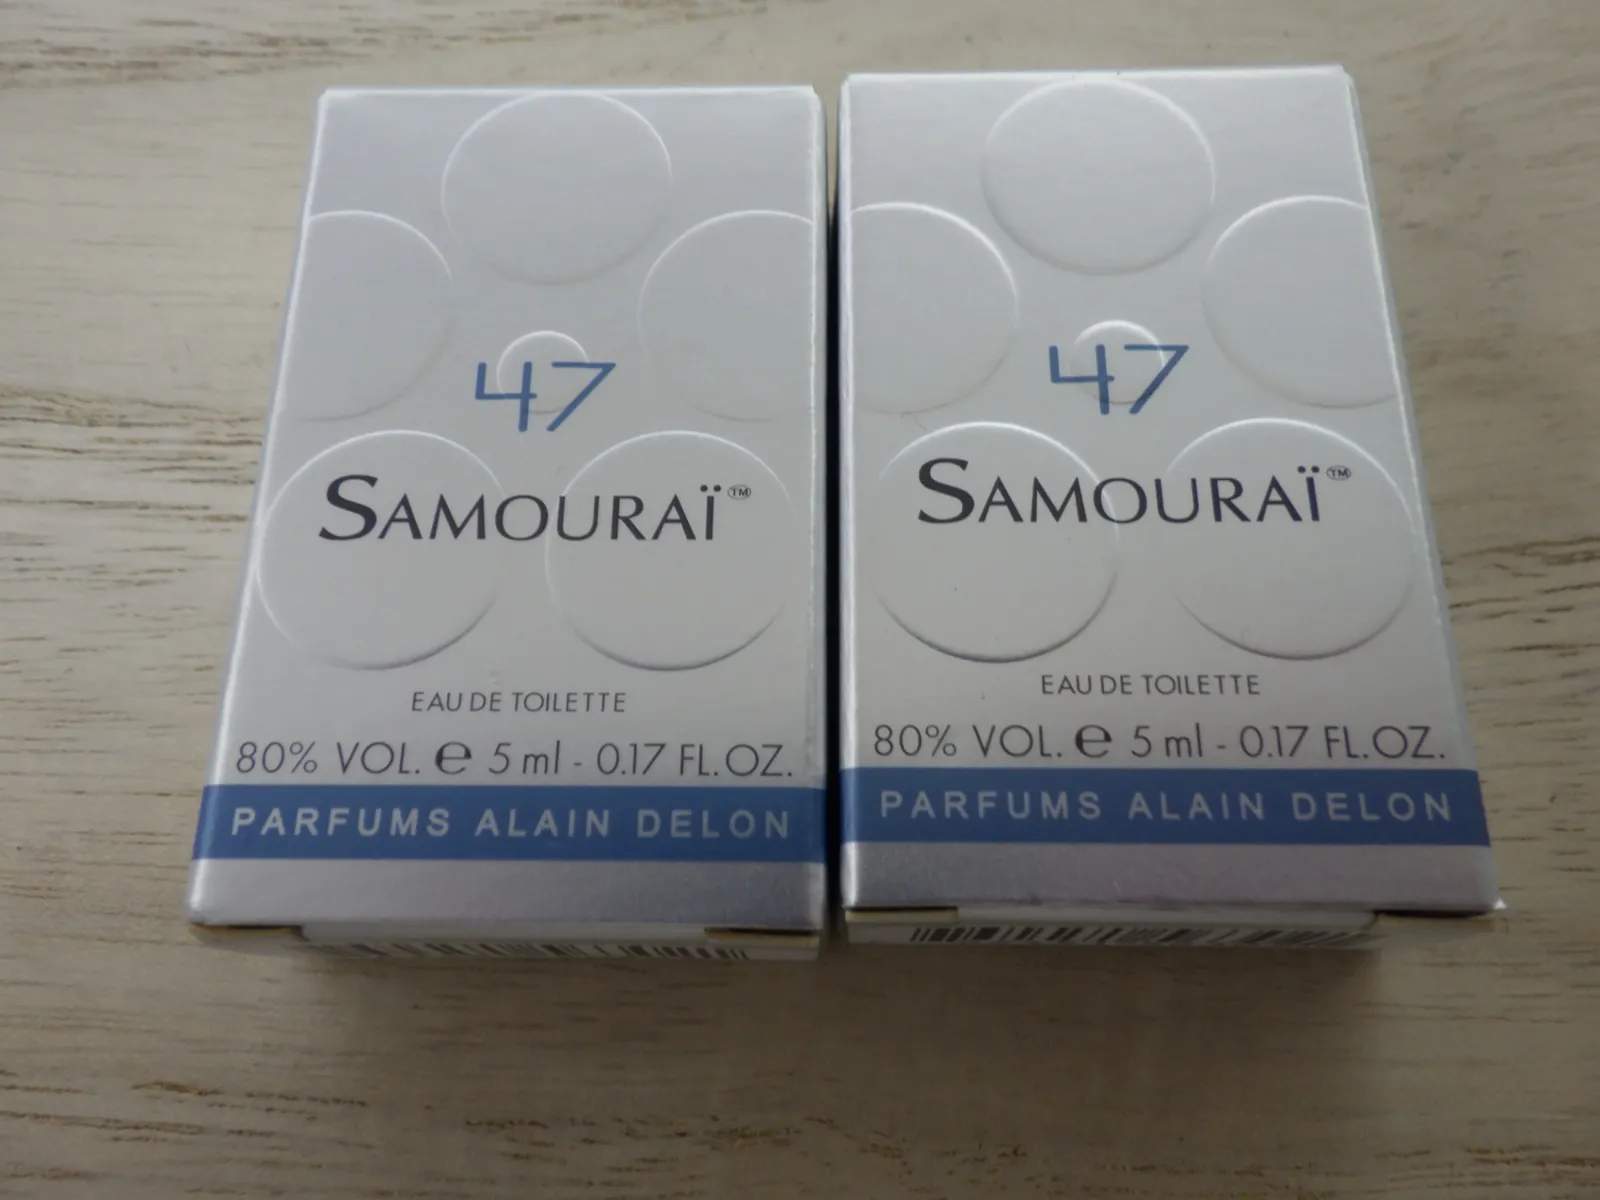 47
SAMOURAÏ™
EAU DE TOILETTE
80% VOL. ℮ 5 ml - 0.17 FL.OZ.
PARFUMS ALAIN DELON
47
SAMOURAÏ™
EAU DE TOILETTE
80% VOL. ℮ 5 ml - 0.17 FL.OZ.
PARFUMS ALAIN DELON